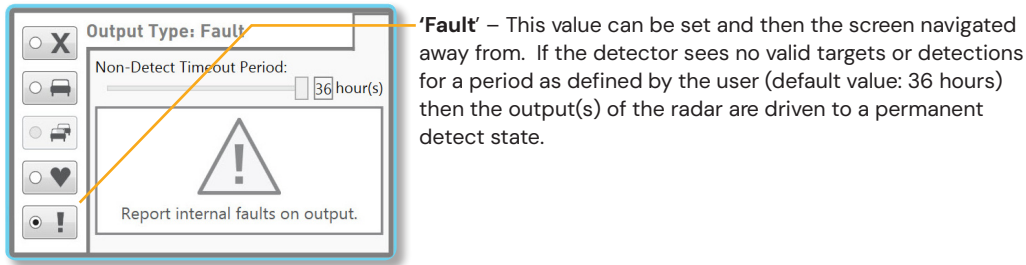 Output Type: Fault
Non-Detect Timeout Period:
36 hour(s)
Report internal faults on output.
‘Fault’ – This value can be set and then the screen navigated
away from. If the detector sees no valid targets or detections
for a period as defined by the user (default value: 36 hours)
then the output(s) of the radar are driven to a permanent
detect state.